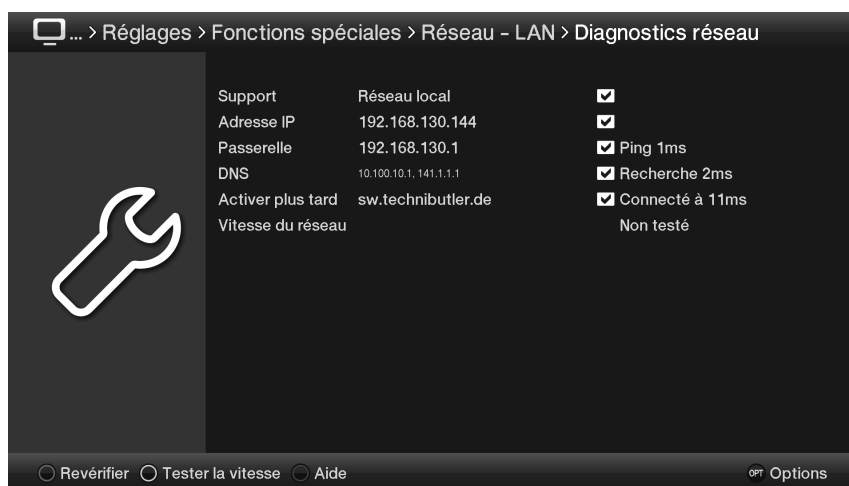 ... > Réglages > Fonctions spéciales > Réseau - LAN > Diagnostics réseau
Support Réseau local
Adresse IP 192.168.130.144
Passerelle 192.168.130.1 Ping 1ms
DNS 10.100.10.1, 141.1.1.1 Recherche 2ms
Activer plus tard sw.technibutler.de Connecté à 11ms
Vitesse du réseau Non testé
Revérifier Tester la vitesse Aide OPT Options